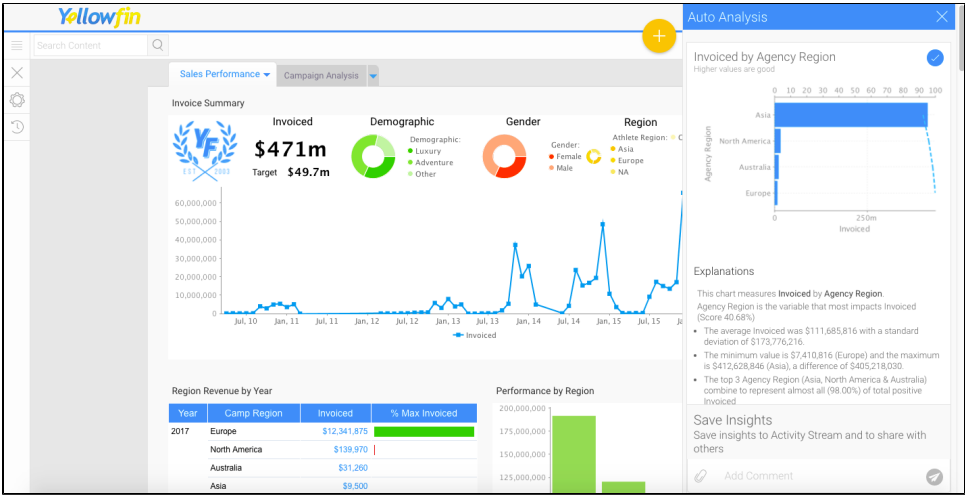 Yellowfin
Auto Analysis
Search Content
Sales Performance
Campaign Analysis
Invoice Summary
YF
EST 2003
Invoiced
$471m
Target $49.7m
Demographic
Demographic:
Luxury
Adventure
Other
Gender
Gender:
Female
Male
Region
Athlete Region:
Asia
Europe
NA
60,000,000
50,000,000
40,000,000
30,000,000
20,000,000
10,000,000
0
Jul, 10 Jan, 11 Jul, 11 Jan, 12 Jul, 12 Jan, 13 Jul, 13 Jan, 14 Jul, 14 Jan, 15 Jul, 15
Invoiced
Region Revenue by Year
Year Camp Region Invoiced % Max Invoiced
2017 Europe $12,341,875
North America $139,970
Australia $31,260
Asia $9,500
Performance by Region
200,000,000
175,000,000
150,000,000
125,000,000
Invoiced by Agency Region
Higher values are good
0 10 20 30 40 50 60 70 80 90 100
Agency Region
Asia
North America
Australia
Europe
0 250m
Invoiced
Explanations
This chart measures Invoiced by Agency Region.
Agency Region is the variable that most impacts Invoiced
(Score 40.68%)
The average Invoiced was $111,685,816 with a standard
deviation of $173,776,216.
The minimum value is $7,410,816 (Europe) and the maximum
is $412,628,846 (Asia), a difference of $405,218,030.
The top 3 Agency Region (Asia, North America & Australia)
combine to represent almost all (98.00%) of total positive
Invoiced
Save Insights
Save insights to Activity Stream and to share with
others
Add Comment